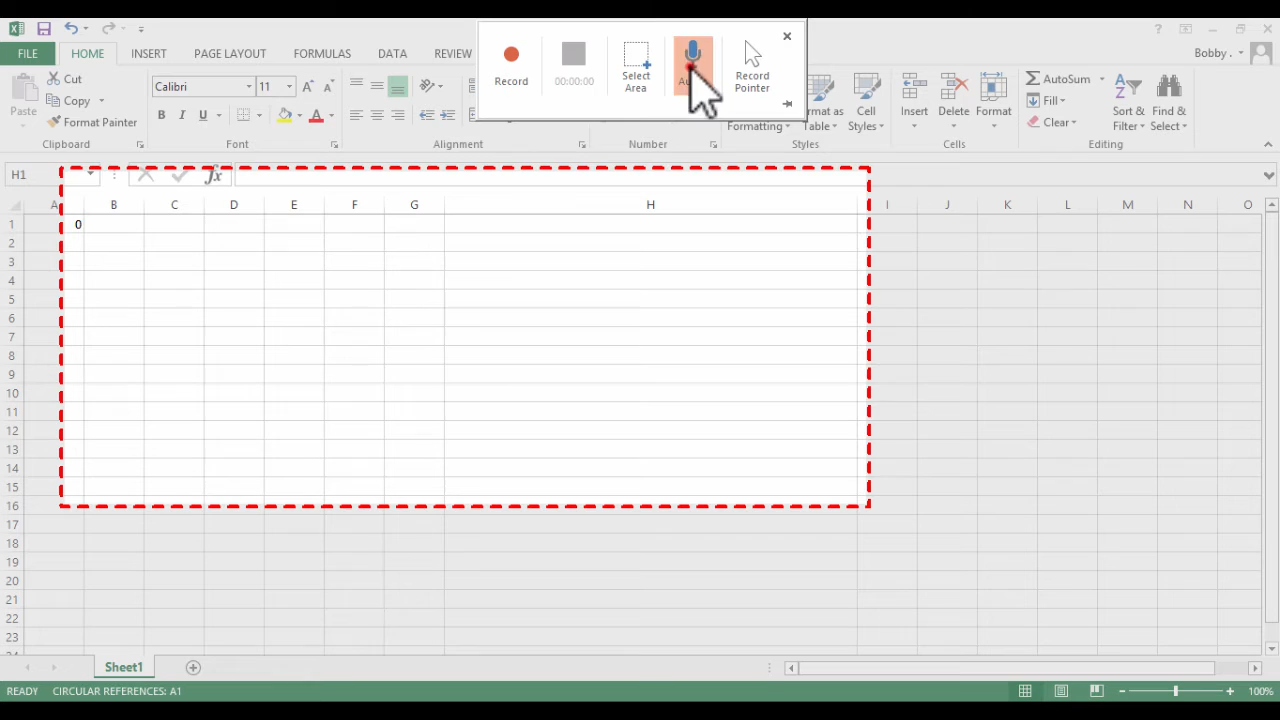 ?
FILE HOME INSERT PAGE LAYOUT FORMULAS DATA REVIEW Bobby .
Record 00:00:00 Select Area Record Pointer
Paste Cut Copy Format Painter
Calibri 11
B I U A
AutoSum Fill Clear
Formatting Table Cell Styles Insert Delete Format Sort & Filter Find & Select
Clipboard Font Alignment Number Styles Cells Editing
H1 fx
A B C D E F G H I J K L M N O
1 0
2
3
4
5
6
7
8
9
10
11
12
13
14
15
16
17
18
19
20
21
22
23
Sheet1
READY CIRCULAR REFERENCES: A1 100%